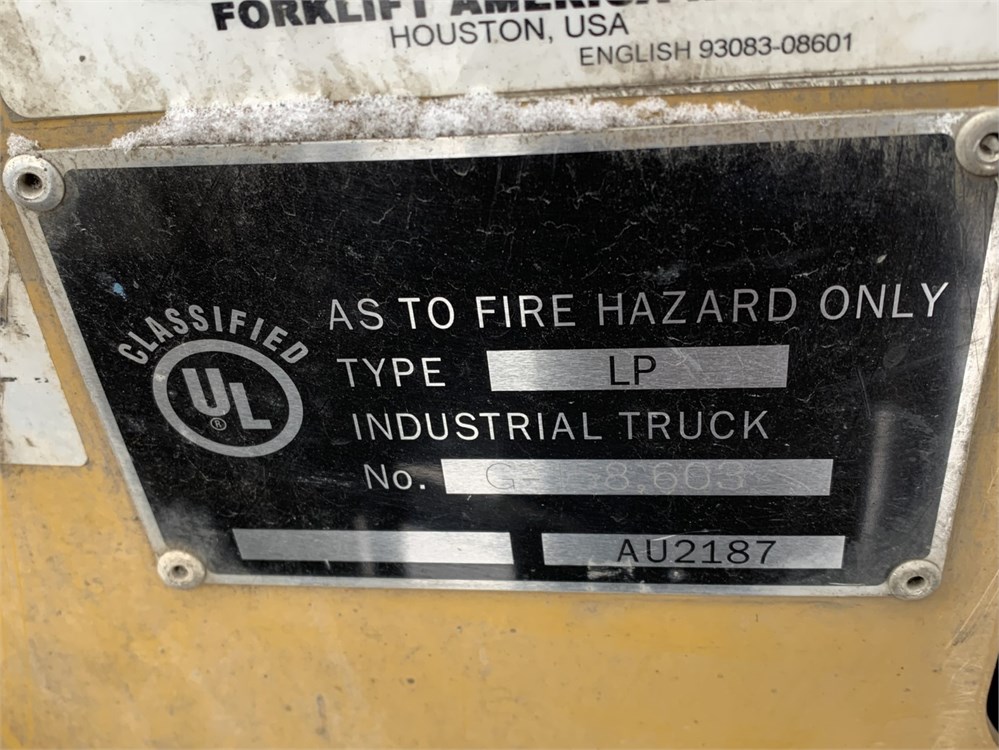 FORKLIFT AMERICA
HOUSTON, USA
ENGLISH 93083-08601
CLASSIFIED
UL
®
AS TO FIRE HAZARD ONLY
TYPE LP
INDUSTRIAL TRUCK
No.
AU2187